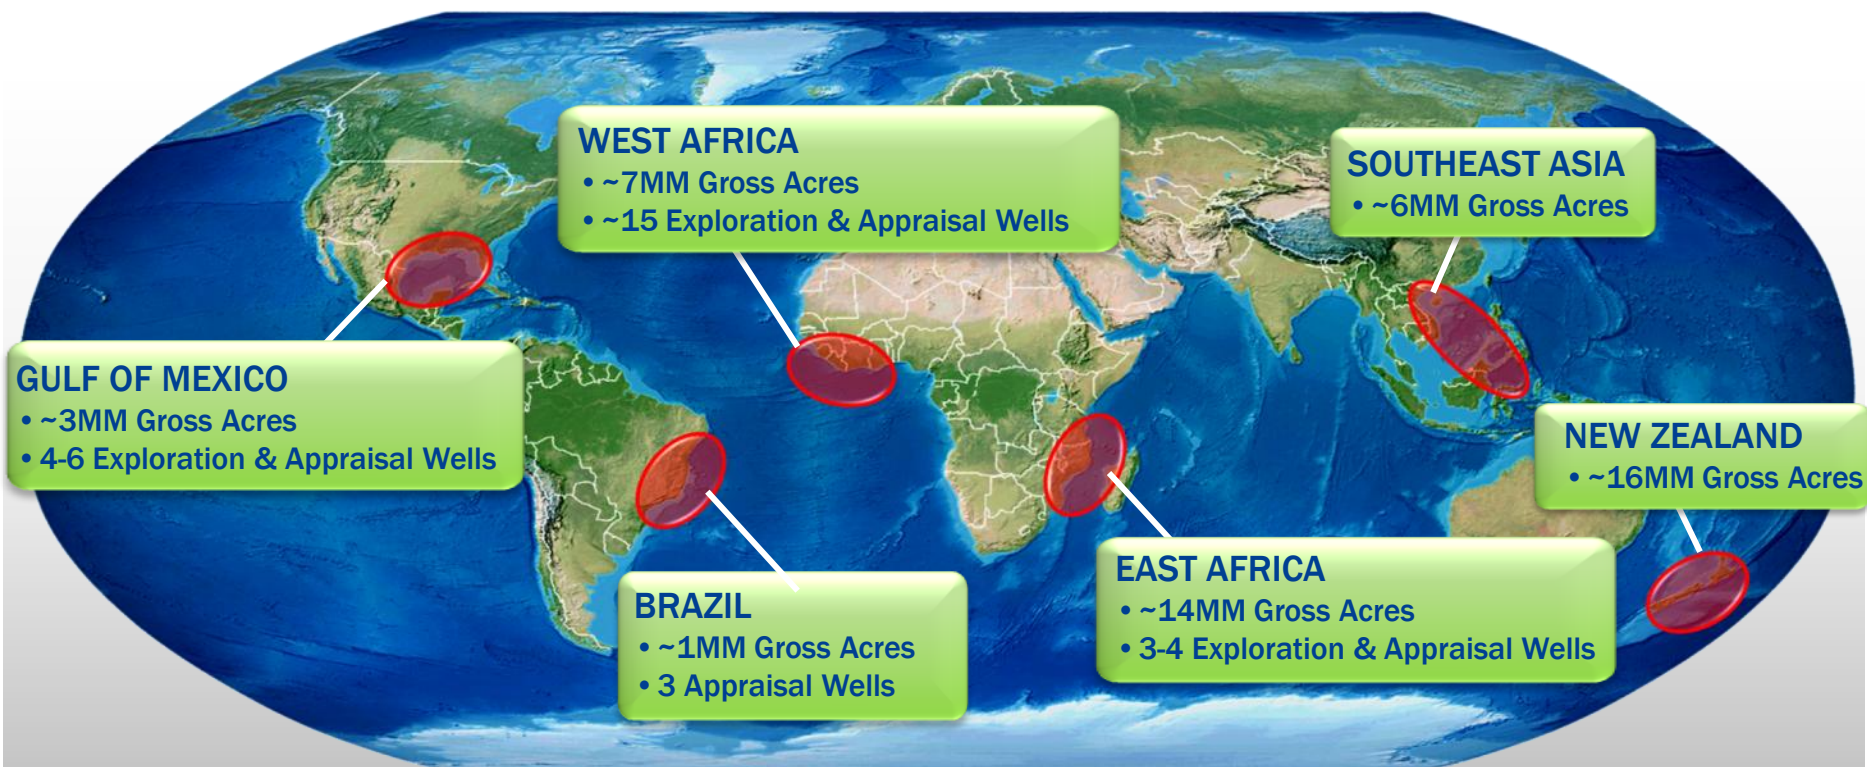 WEST AFRICA
• ~7MM Gross Acres
• ~15 Exploration & Appraisal Wells
SOUTHEAST ASIA
• ~6MM Gross Acres
GULF OF MEXICO
• ~3MM Gross Acres
• 4-6 Exploration & Appraisal Wells
NEW ZEALAND
• ~16MM Gross Acres
EAST AFRICA
• ~14MM Gross Acres
• 3-4 Exploration & Appraisal Wells
BRAZIL
• ~1MM Gross Acres
• 3 Appraisal Wells